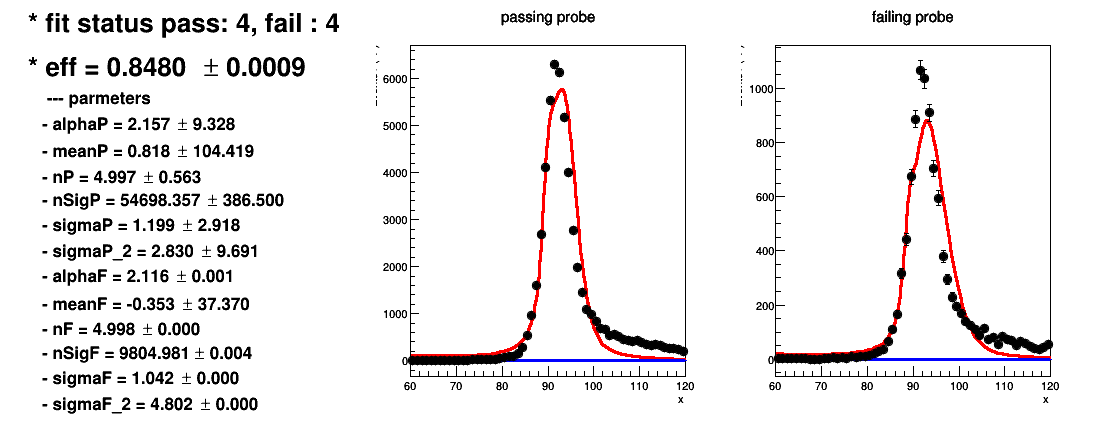 * fit status pass: 4, fail : 4
* eff = 0.8480 ± 0.0009
--- parmeters
- alphaP = 2.157 ± 9.328
- meanP = 0.818 ± 104.419
- nP = 4.997 ± 0.563
- nSigP = 54698.357 ± 386.500
- sigmaP = 1.199 ± 2.918
- sigmaP_2 = 2.830 ± 9.691
- alphaF = 2.116 ± 0.001
- meanF = -0.353 ± 37.370
- nF = 4.998 ± 0.000
- nSigF = 9804.981 ± 0.004
- sigmaF = 1.042 ± 0.000
- sigmaF_2 = 4.802 ± 0.000
passing probe
6000
5000
4000
3000
2000
1000
0
60 70 80 90 100 110 120
x
failing probe
1000
800
600
400
200
0
60 70 80 90 100 110 120
x